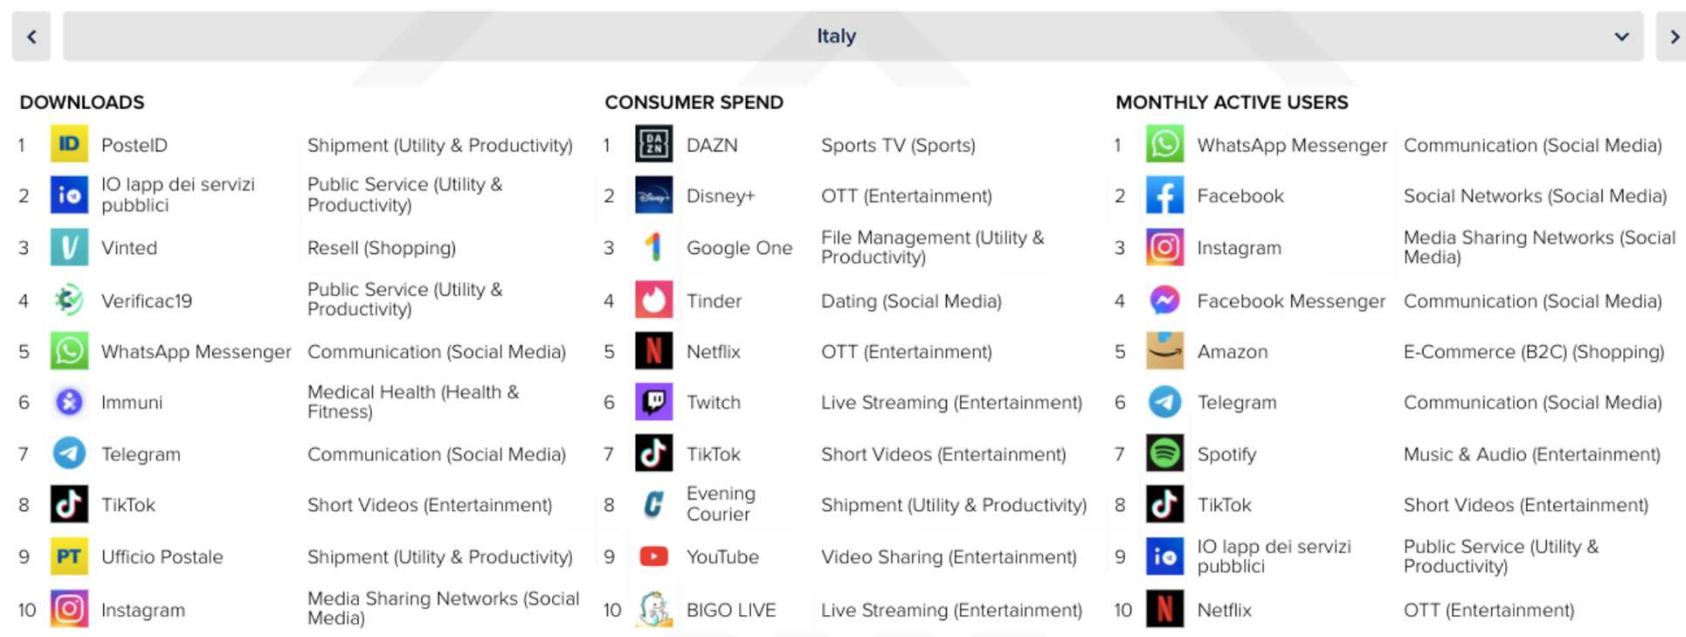 Italy
DOWNLOADS
1 ID PosteID Shipment (Utility & Productivity)
2 io IO lapp dei servizi pubblici Public Service (Utility & Productivity)
3 V Vinted Resell (Shopping)
4 Verificac19 Public Service (Utility & Productivity)
5 WhatsApp Messenger Communication (Social Media)
6 Immuni Medical Health (Health & Fitness)
7 Telegram Communication (Social Media)
8 TikTok Short Videos (Entertainment)
9 PT Ufficio Postale Shipment (Utility & Productivity)
10 Instagram Media Sharing Networks (Social Media)
CONSUMER SPEND
1 DAZN DAZN Sports TV (Sports)
2 Disney+ Disney+ OTT (Entertainment)
3 1 Google One File Management (Utility & Productivity)
4 Tinder Dating (Social Media)
5 N Netflix OTT (Entertainment)
6 Twitch Live Streaming (Entertainment)
7 TikTok Short Videos (Entertainment)
8 C Evening Courier Shipment (Utility & Productivity)
9 YouTube Video Sharing (Entertainment)
10 BIGO LIVE Live Streaming (Entertainment)
MONTHLY ACTIVE USERS
1 WhatsApp Messenger Communication (Social Media)
2 f Facebook Social Networks (Social Media)
3 Instagram Media Sharing Networks (Social Media)
4 Facebook Messenger Communication (Social Media)
5 Amazon E-Commerce (B2C) (Shopping)
6 Telegram Communication (Social Media)
7 Spotify Music & Audio (Entertainment)
8 TikTok Short Videos (Entertainment)
9 io IO lapp dei servizi pubblici Public Service (Utility & Productivity)
10 N Netflix OTT (Entertainment)